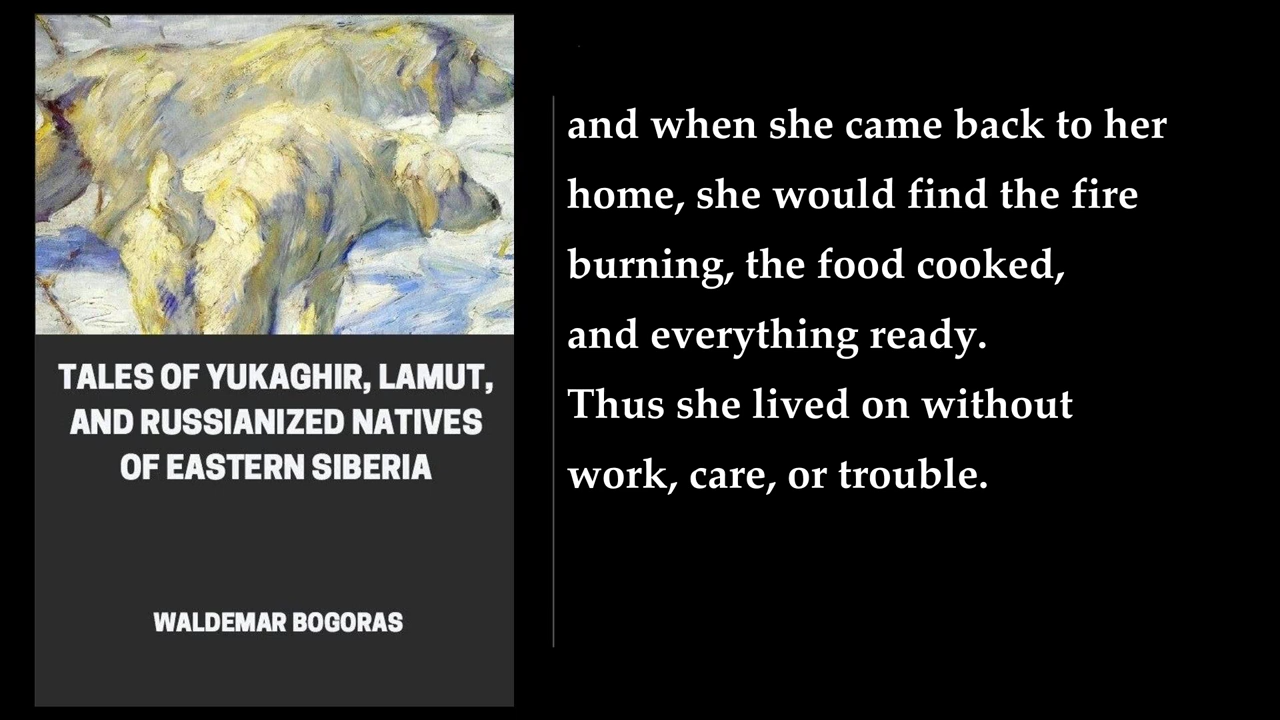 TALES OF YUKAGHIR, LAMUT,
AND RUSSIANIZED NATIVES
OF EASTERN SIBERIA
WALDEMAR BOGORAS
and when she came back to her
home, she would find the fire
burning, the food cooked,
and everything ready.
Thus she lived on without
work, care, or trouble.